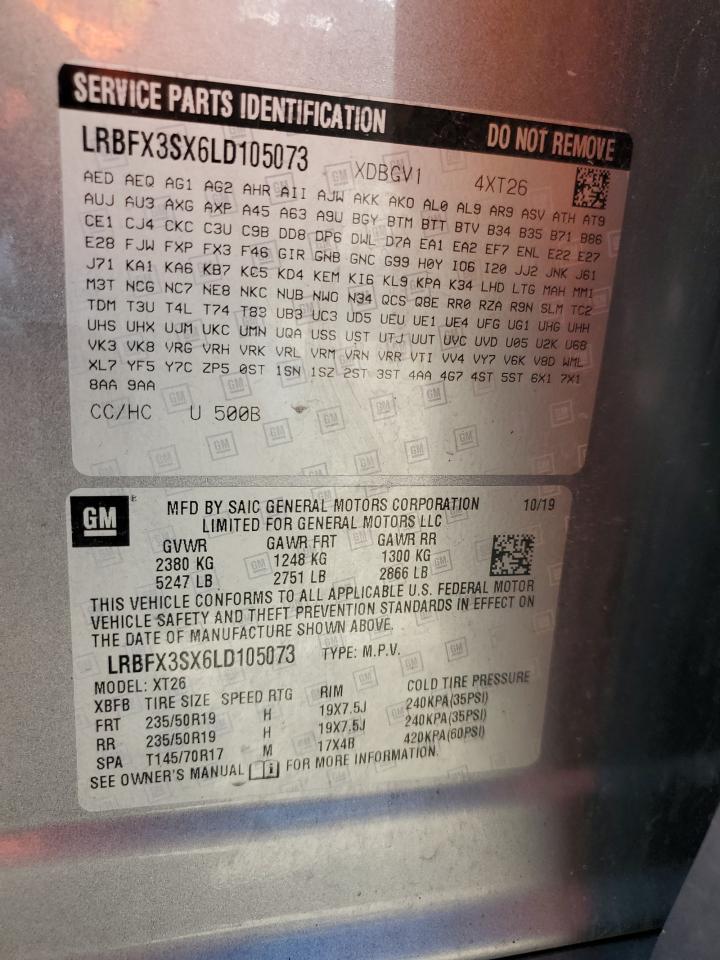 SERVICE PARTS IDENTIFICATION DO NOT REMOVE
LRBFX3SX6LD105073 XDBGV1 4XT26
AED AEQ AG1 AG2 AHR AII AJW AKK AKO AL0 AL9 AR9 ASV ATH AT9
AUJ AU3 AXG AXP A45 A63 A9U BGY BTM BTT BTV B34 B35 B71 B86
CE1 CJ4 CKC C3U C9B DD8 DP6 DWL D7A EA1 EA2 EF7 ENL E22 E27
E28 FJW FXP FX3 F46 GIR GNB GNC G99 H0Y IO6 I20 JJ2 JNK J61
J71 KA1 KA6 KB7 KC5 KD4 KEM KI6 KL9 KPA K34 LHD LTG MAH MM1
M3T NCG NC7 NE8 NKC NUB NWO N34 QCS Q8E RR0 RZA R9N SLM TC2
TDM T3U T4L T74 T83 UB3 UC3 UD5 UEU UE1 UE4 UFG UG1 UHG UHH
UHS UHX UJM UKC UMN UQA USS UST UTJ UUT UVC UVD U05 U2K U68
VK3 VK8 VRG VRH VRK VRL VRM VRN VRR VTI VV4 VY7 V6K V8D WML
XL7 YF5 Y7C ZP5 0ST 1SN 1SZ 2ST 3ST 4AA 4G7 4ST 5ST 6X1 7X1
8AA 9AA
CC/HC U 500B
GM ®
MFD BY SAIC GENERAL MOTORS CORPORATION 10/19
LIMITED FOR GENERAL MOTORS LLC
GVWR GAWR FRT GAWR RR
2380 KG 1248 KG 1300 KG
5247 LB 2751 LB 2866 LB
THIS VEHICLE CONFORMS TO ALL APPLICABLE U.S. FEDERAL MOTOR
VEHICLE SAFETY AND THEFT PREVENTION STANDARDS IN EFFECT ON
THE DATE OF MANUFACTURE SHOWN ABOVE.
LRBFX3SX6LD105073 TYPE: M.P.V.
MODEL: XT26
XBFB TIRE SIZE SPEED RTG RIM COLD TIRE PRESSURE
FRT 235/50R19 H 19X7.5J 240KPA(35PSI)
RR 235/50R19 H 19X7.5J 240KPA(35PSI)
SPA T145/70R17 M 17X4B 420KPA(60PSI)
SEE OWNER'S MANUAL i FOR MORE INFORMATION.